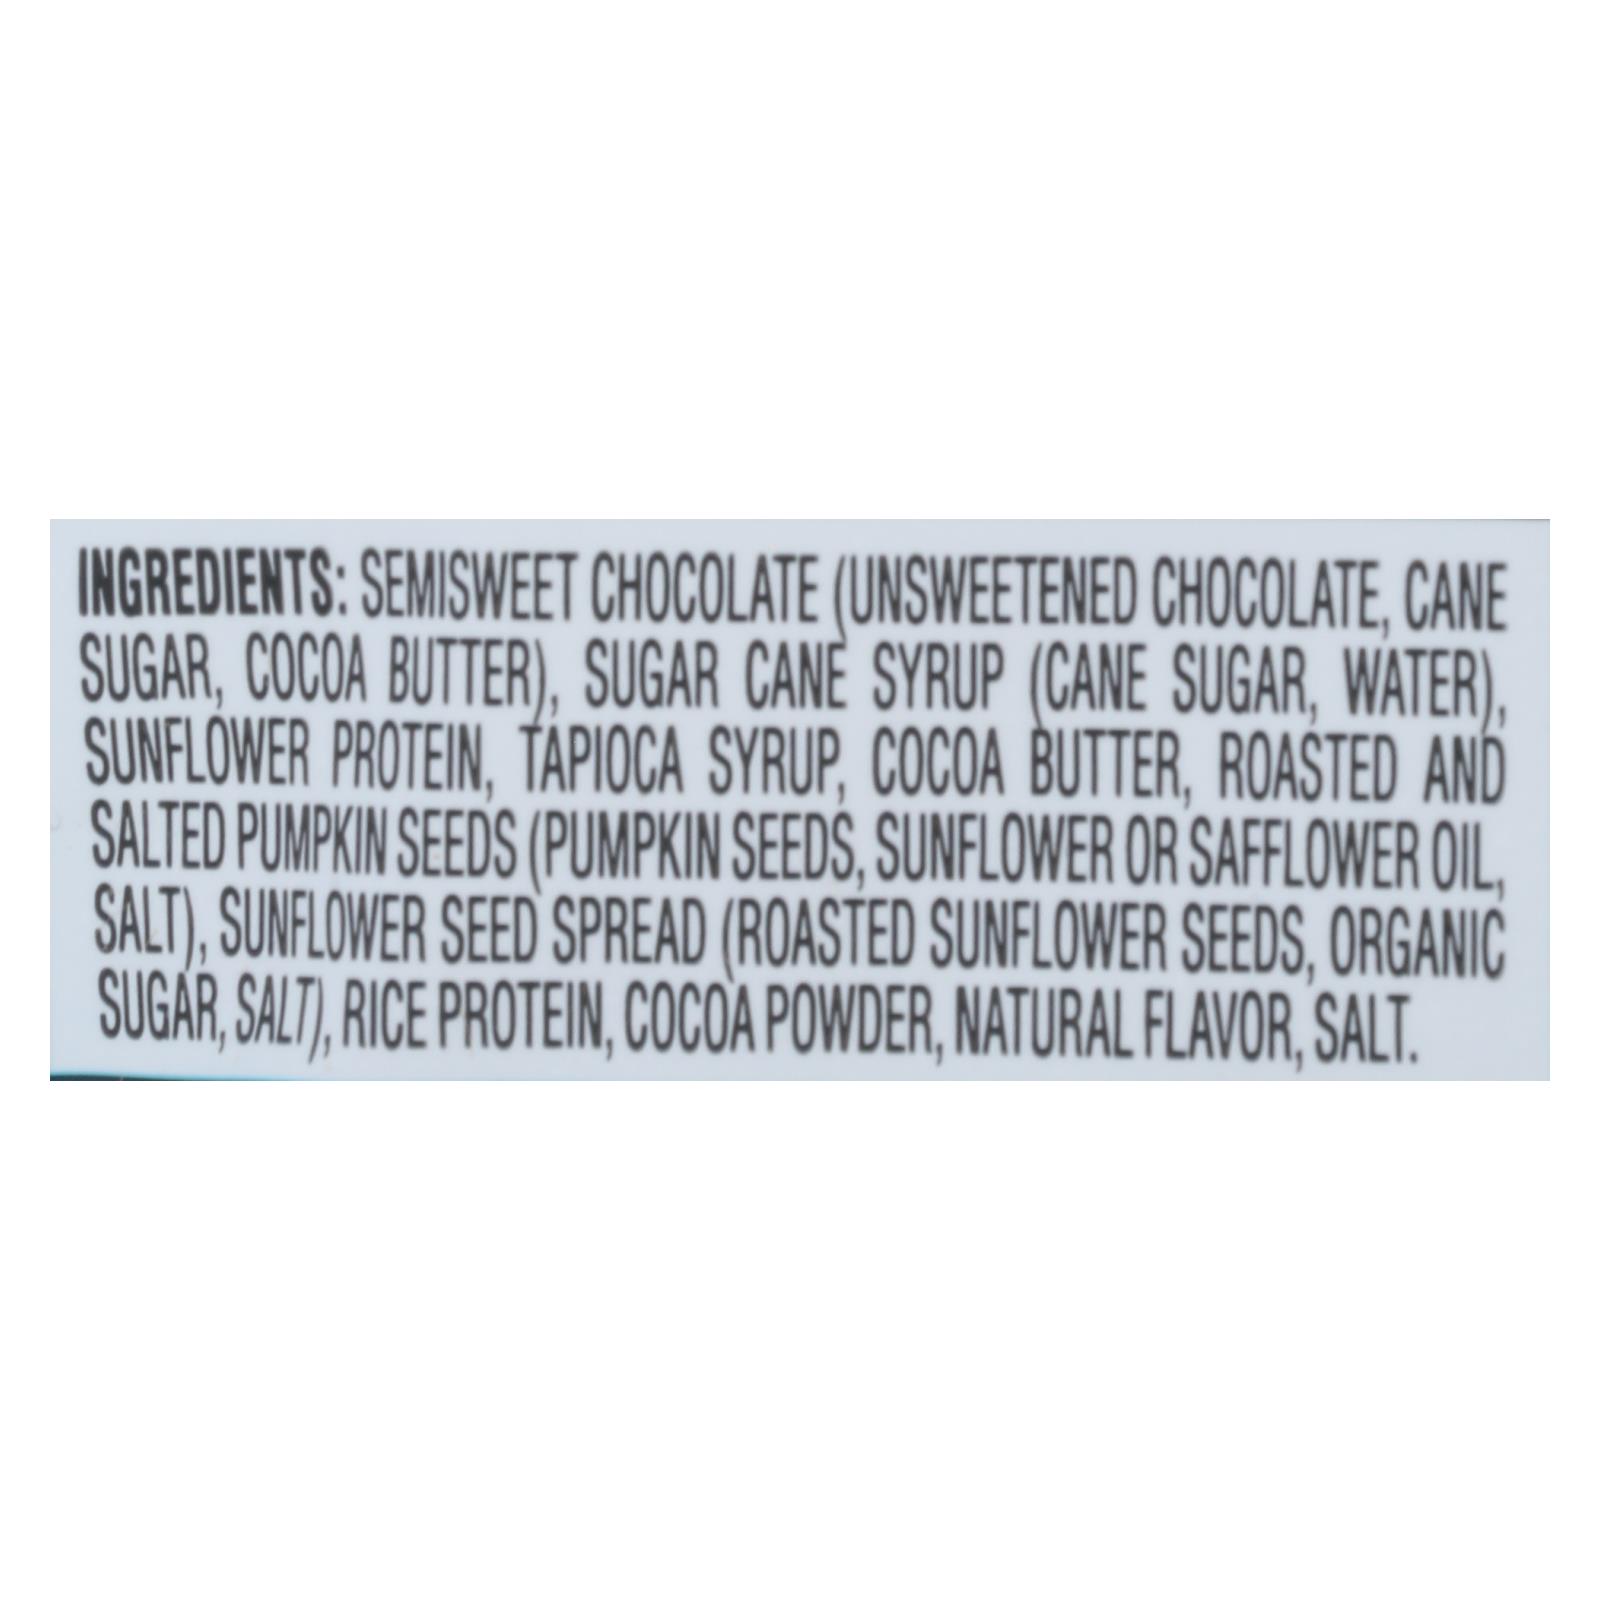 INGREDIENTS: SEMISWEET CHOCOLATE (UNSWEETENED CHOCOLATE, CANE
SUGAR, COCOA BUTTER), SUGAR CANE SYRUP (CANE SUGAR, WATER),
SUNFLOWER PROTEIN, TAPIOCA SYRUP, COCOA BUTTER, ROASTED AND
SALTED PUMPKIN SEEDS (PUMPKIN SEEDS, SUNFLOWER OR SAFFLOWER OIL,
SALT), SUNFLOWER SEED SPREAD (ROASTED SUNFLOWER SEEDS, ORGANIC
SUGAR, SALT), RICE PROTEIN, COCOA POWDER, NATURAL FLAVOR, SALT.